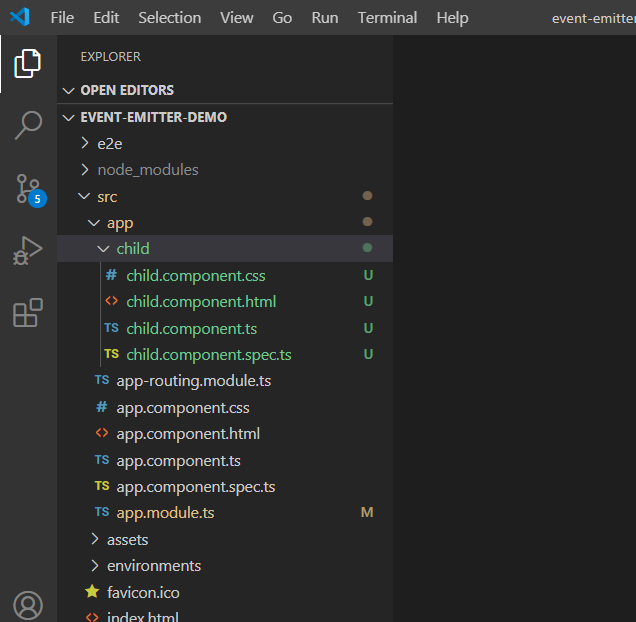 File Edit Selection View Go Run Terminal Help event-emitter
EXPLORER
OPEN EDITORS
EVENT-EMITTER-DEMO
e2e
node_modules
src
5
app
child
# child.component.css U
<> child.component.html U
TS child.component.ts U
TS child.component.spec.ts U
TS app-routing.module.ts
# app.component.css
<> app.component.html
TS app.component.ts
TS app.component.spec.ts
TS app.module.ts M
assets
environments
favicon.ico
<> index.html